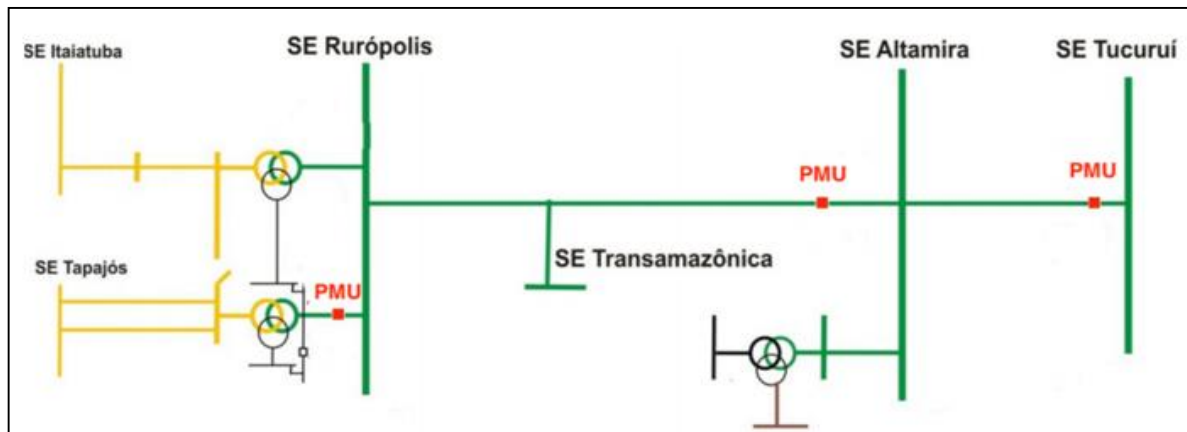 SE Itaiatuba
SE Rurópolis
SE Altamira
SE Tucuruí
PMU
PMU
SE Transamazônica
SE Tapajós
PMU